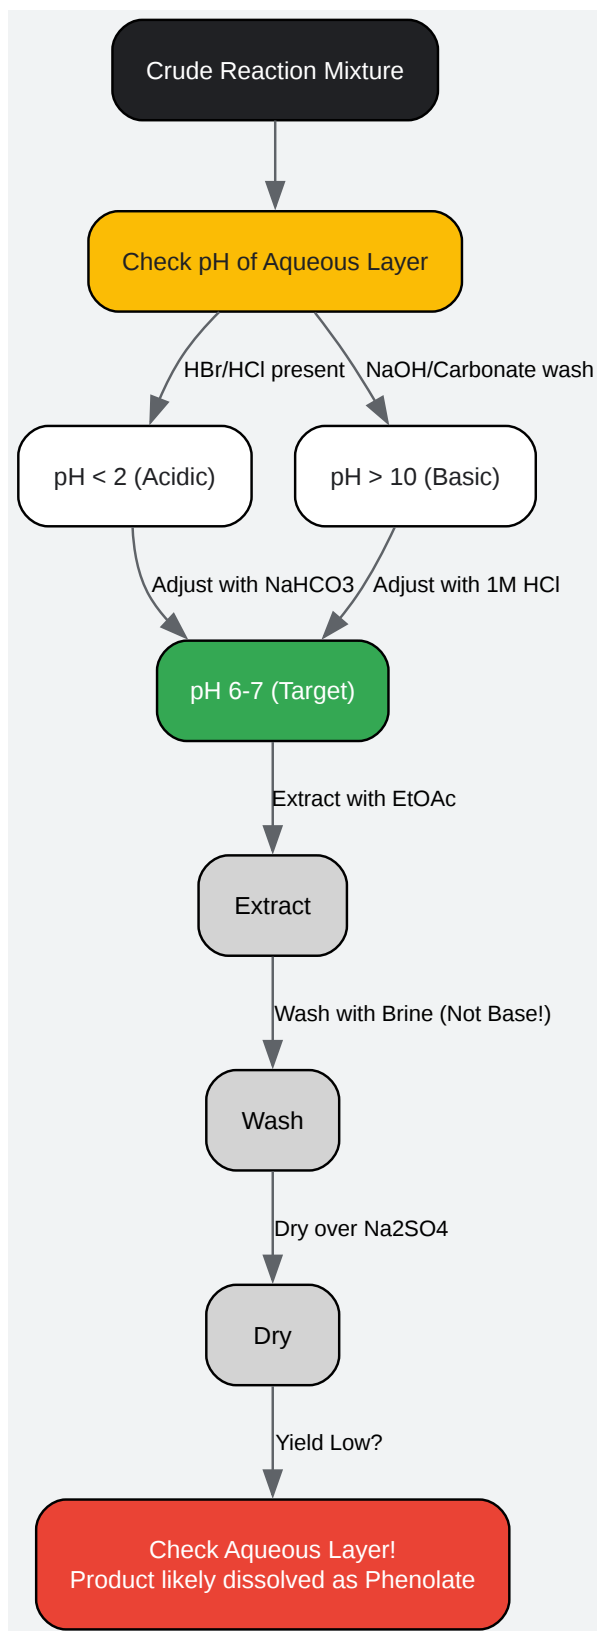 Crude Reaction Mixture
Check pH of Aqueous Layer
HBr/HCl present
NaOH/Carbonate wash
pH < 2 (Acidic)
pH > 10 (Basic)
Adjust with NaHCO3
Adjust with 1M HCl
pH 6-7 (Target)
Extract with EtOAc
Extract
Wash with Brine (Not Base!)
Wash
Dry over Na2SO4
Dry
Yield Low?
Check Aqueous Layer!
Product likely dissolved as Phenolate